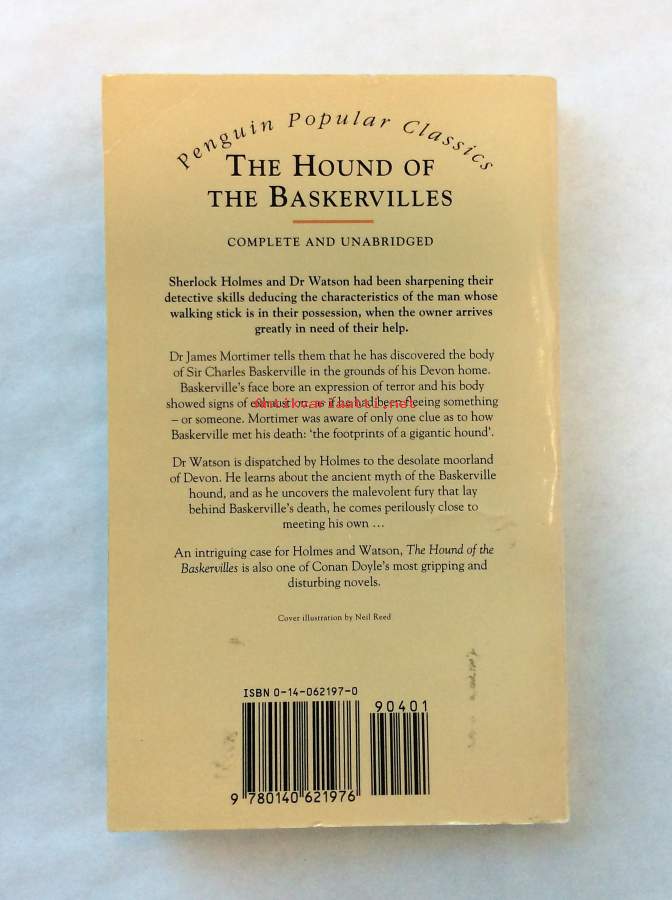 Penguin Popular Classics
THE HOUND OF
THE BASKERVILLES
COMPLETE AND UNABRIDGED
Sherlock Holmes and Dr Watson had been sharpening their
detective skills deducing the characteristics of the man whose
walking stick is in their possession, when the owner arrives
greatly in need of their help.
Dr James Mortimer tells them that he has discovered the body
of Sir Charles Baskerville in the grounds of his Devon home.
Baskerville's face bore an expression of terror and his body
showed signs of exhaustion, as if he had been fleeing something
– or someone. Mortimer was aware of only one clue as to how
Baskerville met his death: 'the footprints of a gigantic hound'.
Dr Watson is dispatched by Holmes to the desolate moorland
of Devon. He learns about the ancient myth of the Baskerville
hound, and as he uncovers the malevolent fury that lay
behind Baskerville's death, he comes perilously close to
meeting his own ...
An intriguing case for Holmes and Watson, The Hound of the
Baskervilles is also one of Conan Doyle's most gripping and
disturbing novels.
Cover illustration by Neil Reed
ISBN 0-14-062197-0
90401
9 780140 621976